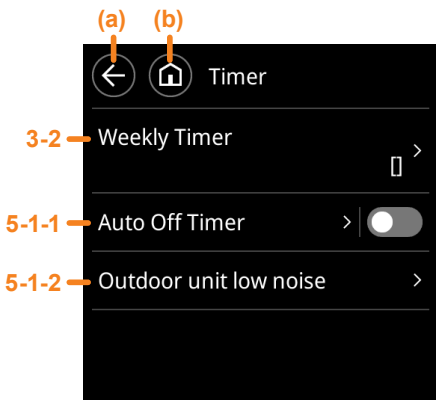 (a) (b)
Timer
3-2 Weekly Timer
[]
5-1-1 Auto Off Timer
5-1-2 Outdoor unit low noise